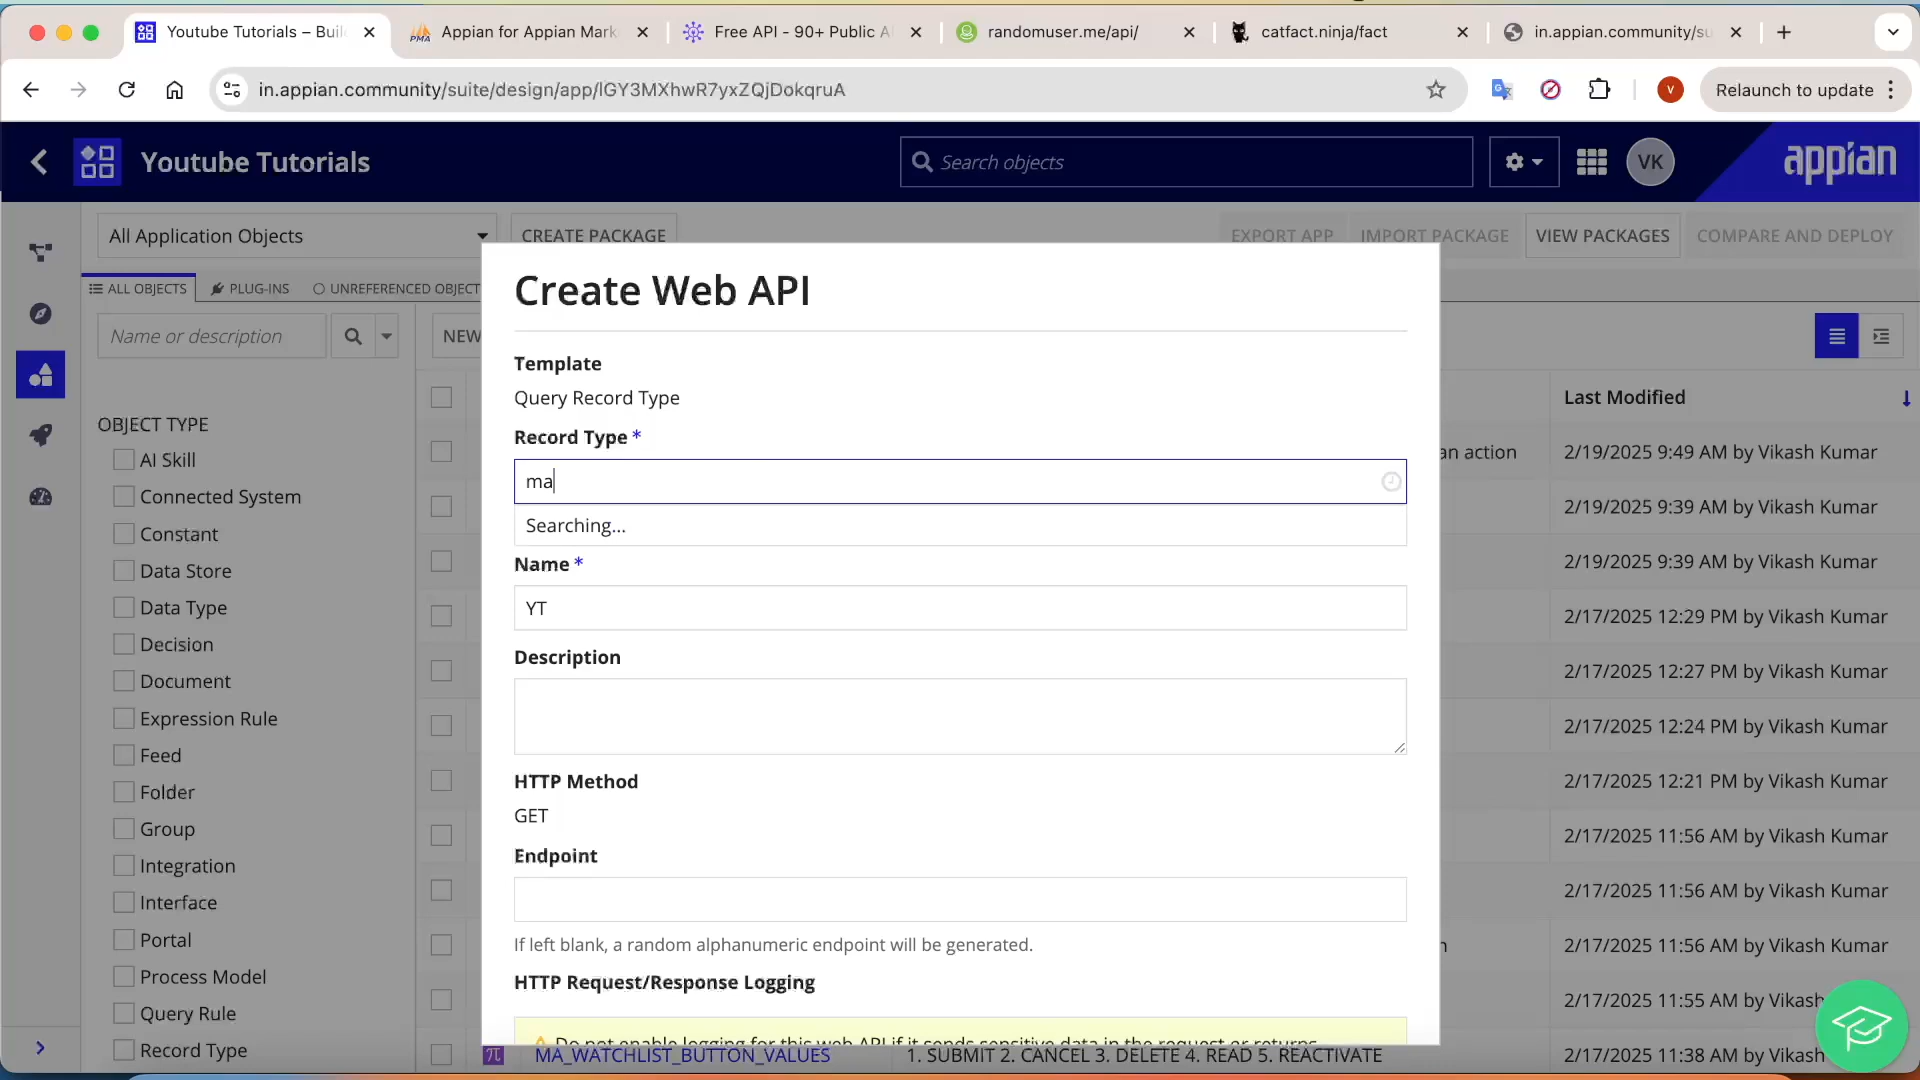 Youtube Tutorials – Buil
Appian for Appian Mark
Free API - 90+ Public A
randomuser.me/api/
catfact.ninja/fact
in.appian.community/su
in.appian.community/suite/design/app/lGY3MXhwR7yxZQjDokqruA
V
Relaunch to update
Youtube Tutorials
Search objects
VK
appian
All Application Objects
CREATE PACKAGE
EXPORT APP
IMPORT PACKAGE
VIEW PACKAGES
COMPARE AND DEPLOY
ALL OBJECTS
PLUG-INS
UNREFERENCED OBJECT
Name or description
NEW
OBJECT TYPE
AI Skill
Connected System
Constant
Data Store
Data Type
Decision
Document
Expression Rule
Feed
Folder
Group
Integration
Interface
Portal
Process Model
Query Rule
Record Type
Create Web API
Template
Query Record Type
Record Type *
ma
Searching...
Name *
YT
Description
HTTP Method
GET
Endpoint
If left blank, a random alphanumeric endpoint will be generated.
HTTP Request/Response Logging
Do not enable logging for this web API if it sends sensitive data in the request or returns
MA_WATCHLIST_BUTTON_VALUES
1. SUBMIT 2. CANCEL 3. DELETE 4. READ 5. REACTIVATE
Last Modified
an action
2/19/2025 9:49 AM by Vikash Kumar
2/19/2025 9:39 AM by Vikash Kumar
2/19/2025 9:39 AM by Vikash Kumar
2/17/2025 12:29 PM by Vikash Kumar
2/17/2025 12:27 PM by Vikash Kumar
2/17/2025 12:24 PM by Vikash Kumar
2/17/2025 12:21 PM by Vikash Kumar
2/17/2025 11:56 AM by Vikash Kumar
2/17/2025 11:56 AM by Vikash Kumar
2/17/2025 11:56 AM by Vikash Kumar
2/17/2025 11:55 AM by Vikash
2/17/2025 11:38 AM by Vikash Kumar